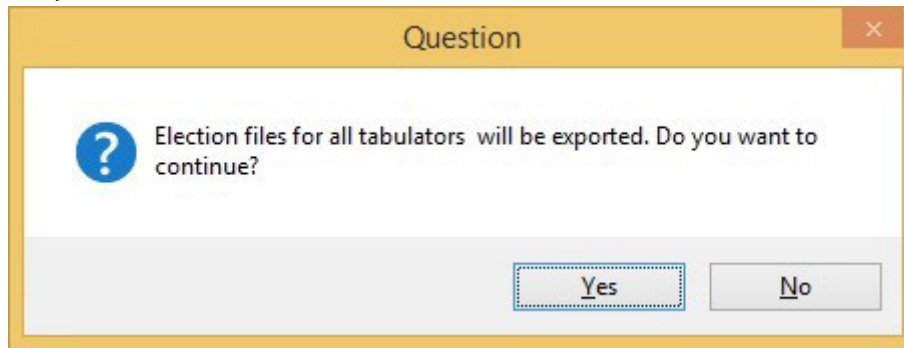 Question
Election files for all tabulators  will be exported. Do you want to
continue?
Yes
No